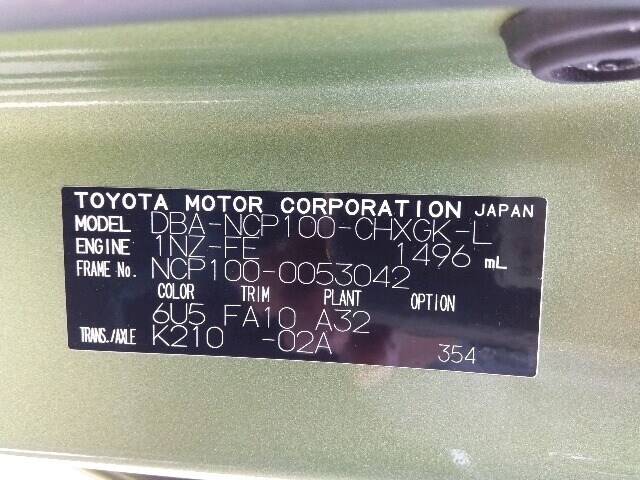 TOYOTA MOTOR CORPORATION JAPAN
MODEL DBA-NCP100-CHXGK-L
ENGINE 1NZ-FE 1496 mL
FRAME No. NCP100-0053042
COLOR TRIM PLANT OPTION
6U5 FA10 A32
TRANS./AXLE K210 -02A
354